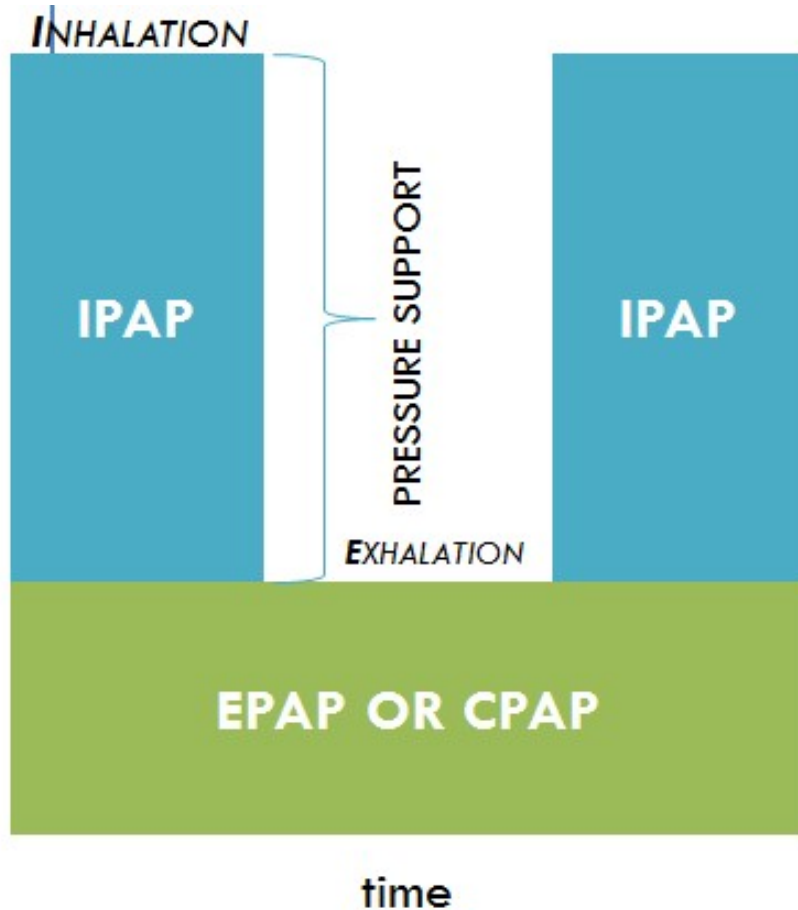 INHALATION
IPAP
PRESSURE SUPPORT
IPAP
EXHALATION
EPAP OR CPAP
time